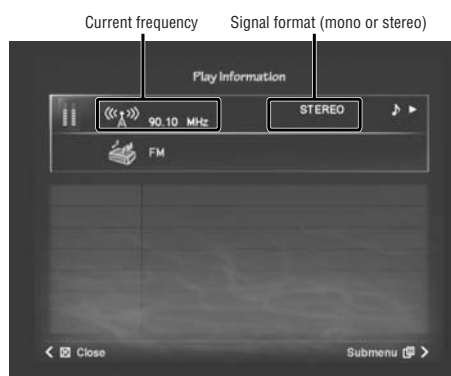 Current frequency
Signal format (mono or stereo)
Play Information
90.10 MHz
STEREO
FM
Close
Submenu